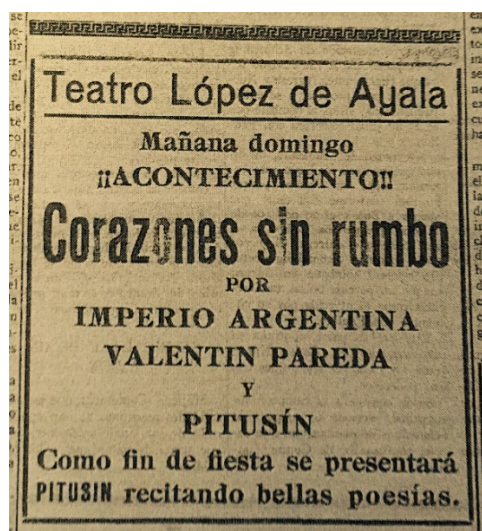 Teatro López de Ayala
Mañana domingo
¡¡ACONTECIMIENTO!!
Corazones sin rumbo
POR
IMPERIO ARGENTINA
VALENTIN PAREDA
Y
PITUSÍN
Como fin de fiesta se presentará
PITUSIN recitando bellas poesías.